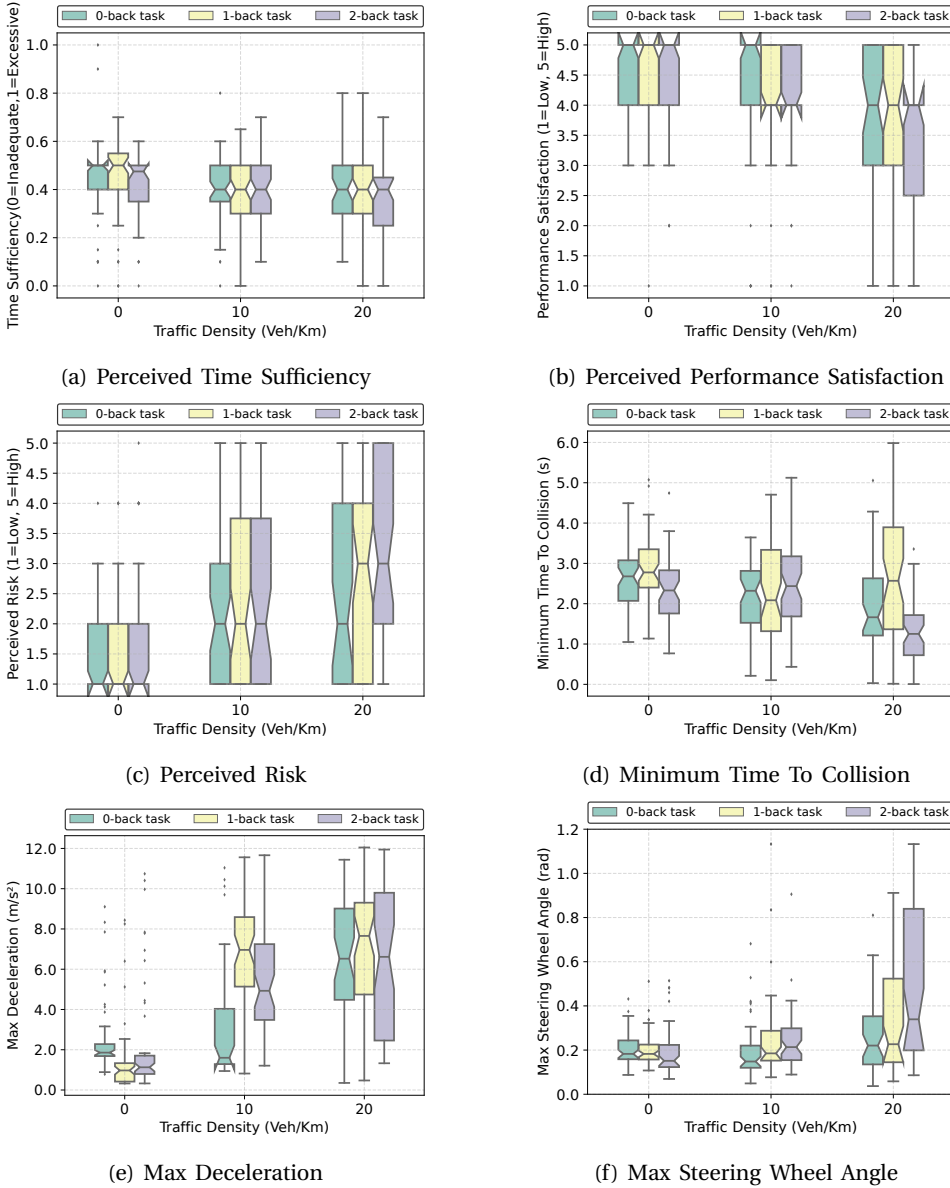 0-back task 1-back task 2-back task
Time Sufficiency(0=Inadequate,1=Excessive)
1.0
0.8
0.6
0.4
0.2
0.0
0 10 20
Traffic Density (Veh/Km)
(a) Perceived Time Sufficiency
0-back task 1-back task 2-back task
Performance Satisfaction (1=Low, 5=High)
5.0
4.5
4.0
3.5
3.0
2.5
2.0
1.5
1.0
0 10 20
Traffic Density (Veh/Km)
(b) Perceived Performance Satisfaction
0-back task 1-back task 2-back task
Perceived Risk (1=Low, 5=High)
5.0
4.5
4.0
3.5
3.0
2.5
2.0
1.5
1.0
0 10 20
Traffic Density (Veh/Km)
(c) Perceived Risk
0-back task 1-back task 2-back task
Minimum Time To Collision (s)
6.0
5.0
4.0
3.0
2.0
1.0
0.0
0 10 20
Traffic Density (Veh/Km)
(d) Minimum Time To Collision
0-back task 1-back task 2-back task
Max Deceleration (m/s²)
12.0
10.0
8.0
6.0
4.0
2.0
0.0
0 10 20
Traffic Density (Veh/Km)
(e) Max Deceleration
0-back task 1-back task 2-back task
Max Steering Wheel Angle (rad)
1.2
1.0
0.8
0.6
0.4
0.2
0.0
0 10 20
Traffic Density (Veh/Km)
(f) Max Steering Wheel Angle